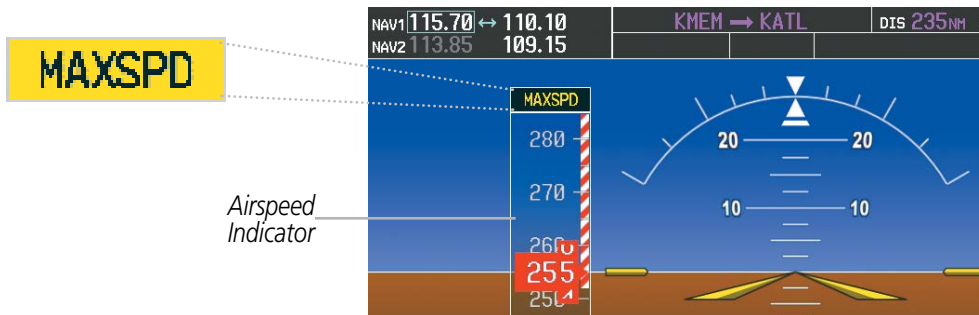 MAXSPD
NAV1 115.70 ↔ 110.10
NAV2 113.85 109.15
KMEM → KATL
DIS 235NM
MAXSPD
280
270
260
255
250
Airspeed
Indicator
20 20
10 10